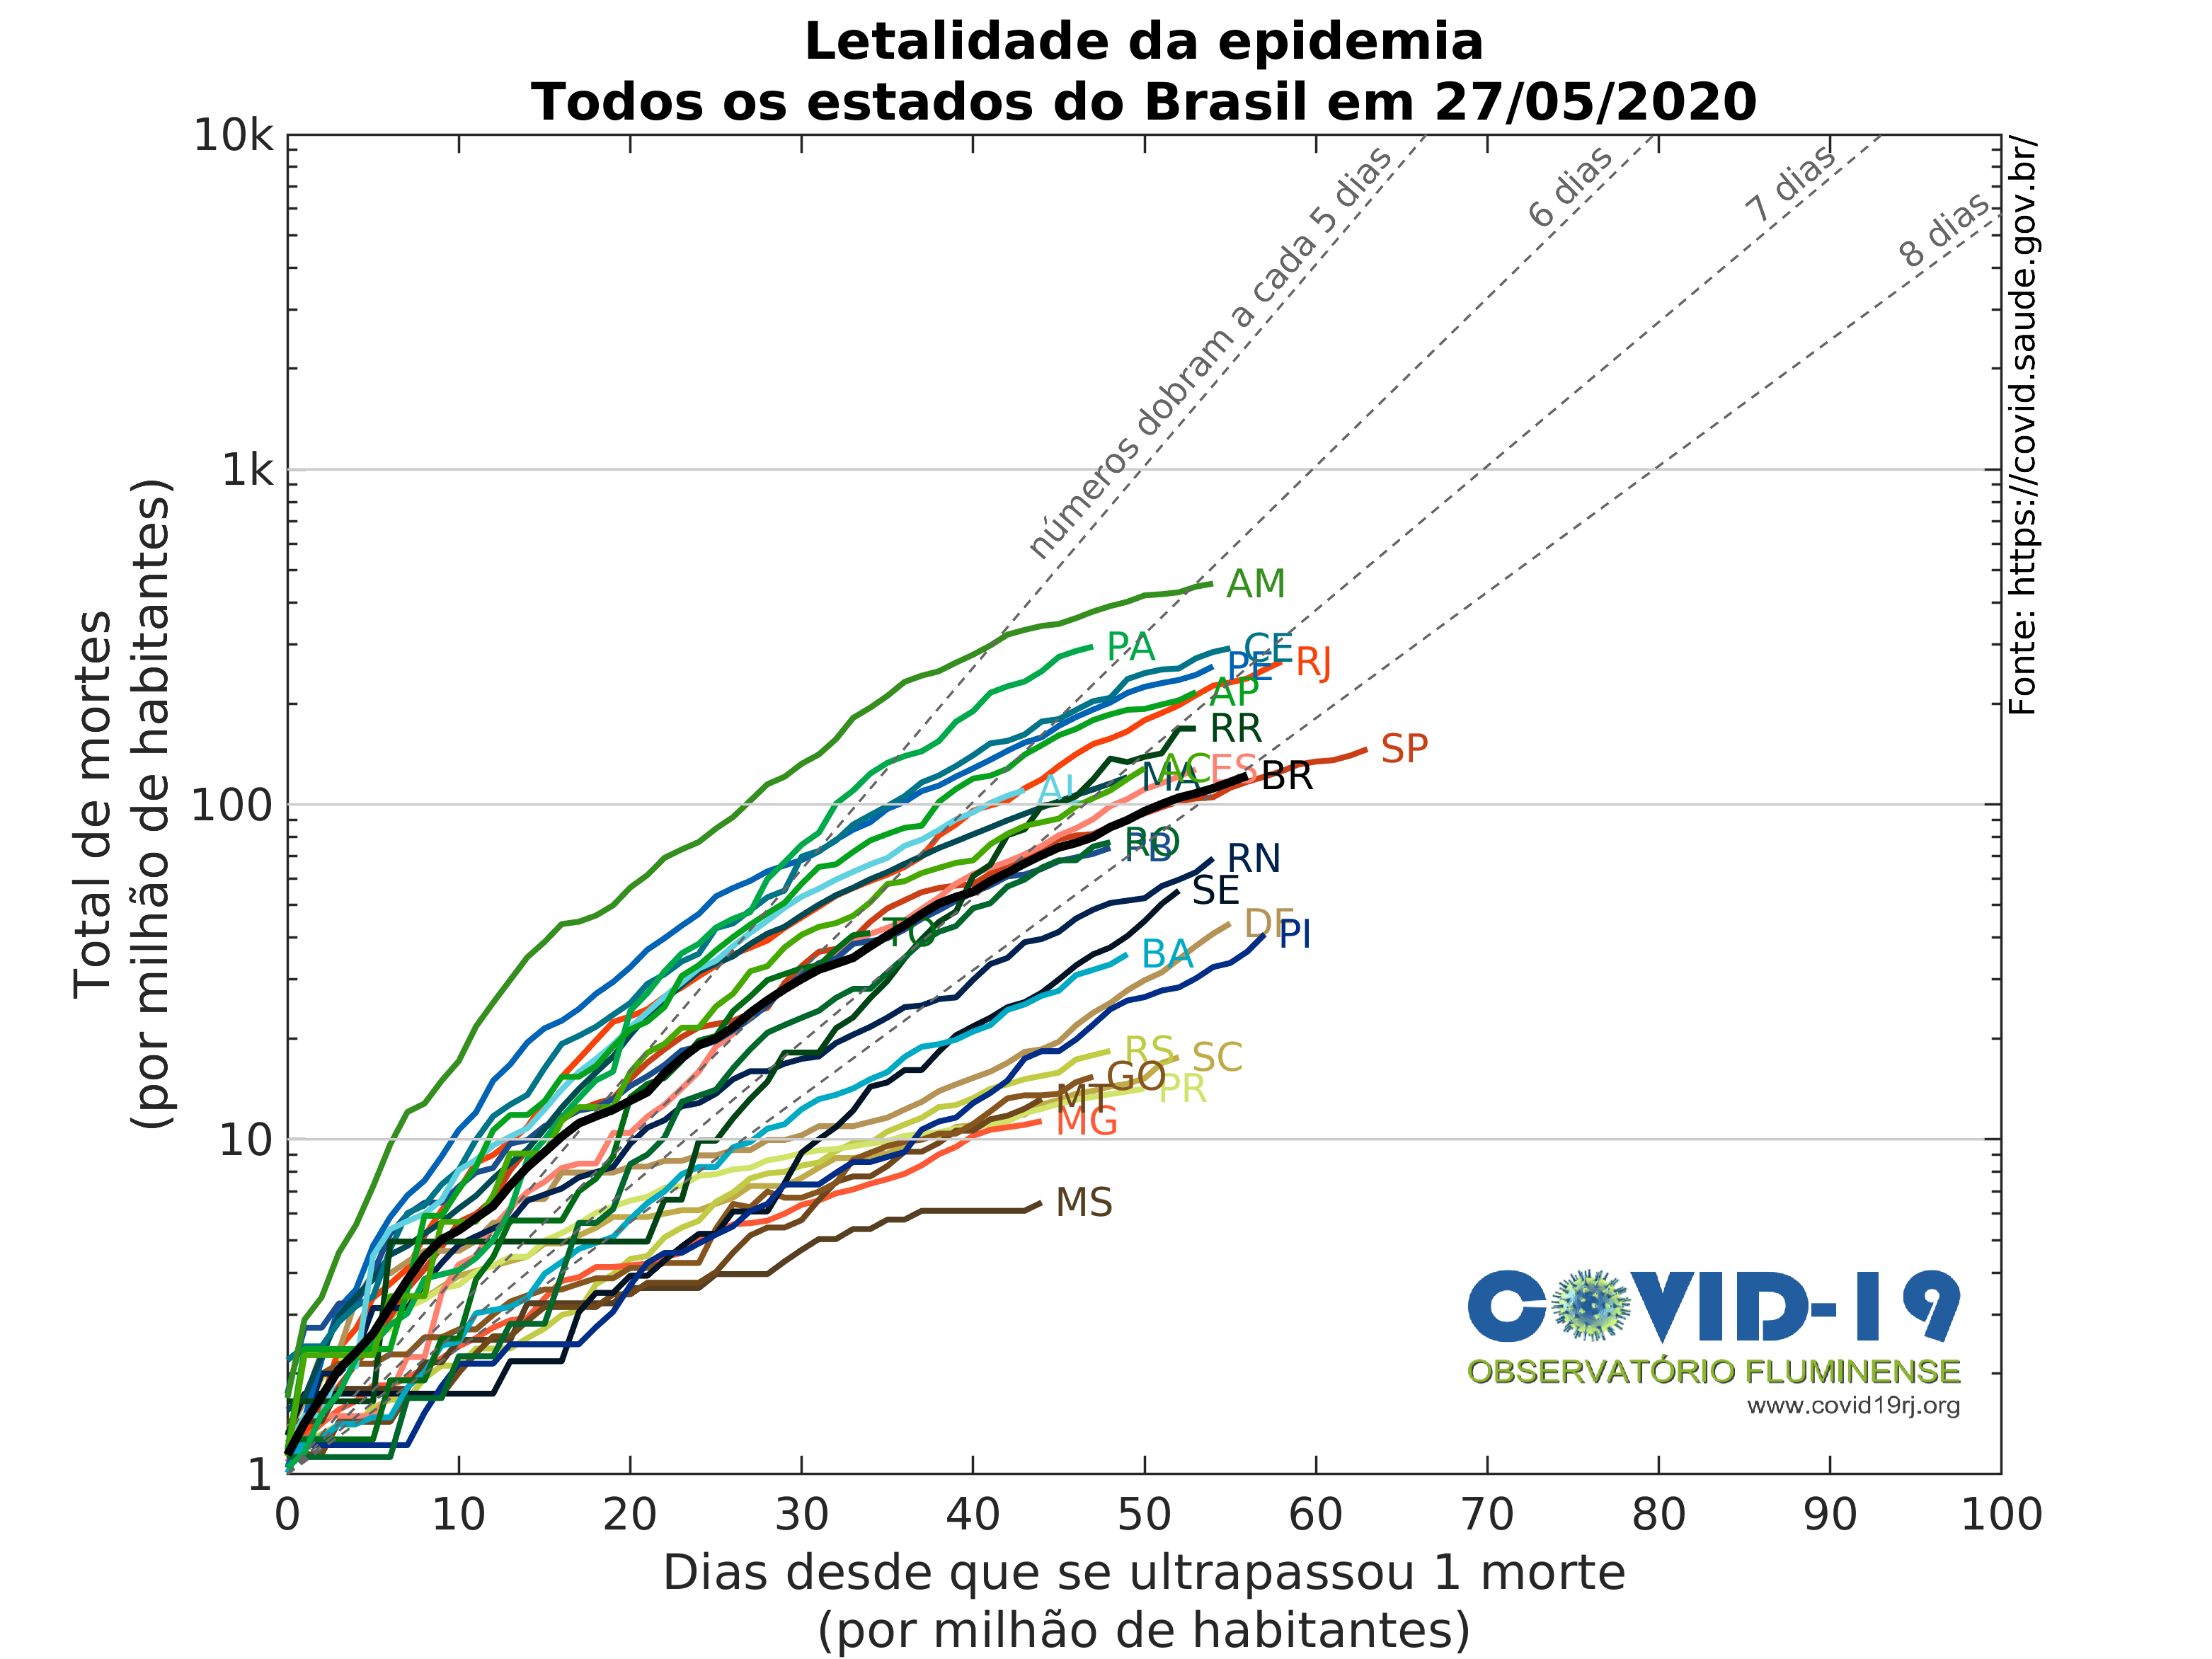 Letalidade da epidemia
Todos os estados do Brasil em 27/05/2020
Total de mortes
(por milhão de habitantes)
10k
1k
100
10
1
números dobram a cada 5 dias
6 dias
7 dias
8 dias
Fonte: https://covid.saude.gov.br/
AM
PA
CE
PE
RJ
AP
RR
SP
AC
ES
MA
BR
AL
RO
PB
RN
SE
DF
PI
TO
BA
RS
SC
GO
PR
MT
MG
MS
COVID-19
OBSERVATÓRIO FLUMINENSE
www.covid19rj.org
0 10 20 30 40 50 60 70 80 90 100
Dias desde que se ultrapassou 1 morte
(por milhão de habitantes)